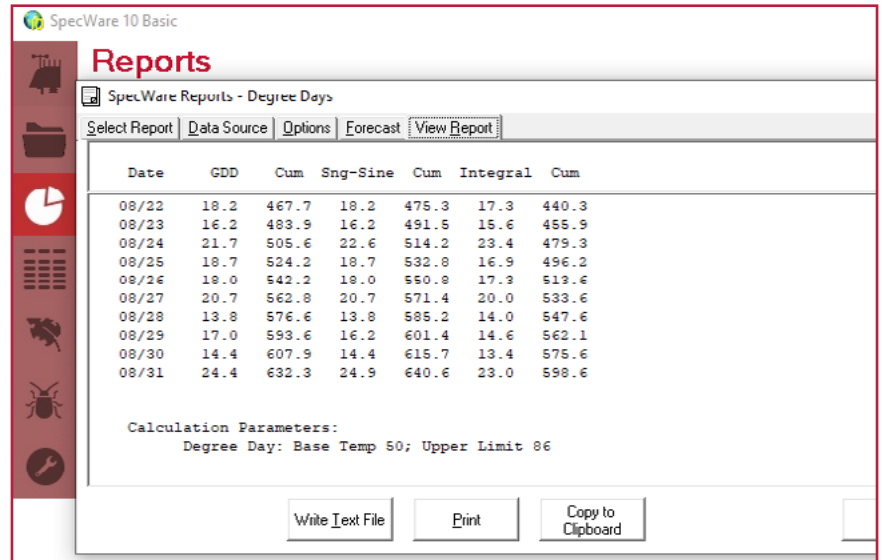 SpecWare 10 Basic
Reports
SpecWare Reports - Degree Days
Select Report Data Source Options Forecast View Report
Date GDD Cum Sng-Sine Cum Integral Cum
08/22 18.2 467.7 18.2 475.3 17.3 440.3
08/23 16.2 483.9 16.2 491.5 15.6 455.9
08/24 21.7 505.6 22.6 514.2 23.4 479.3
08/25 18.7 524.2 18.7 532.8 16.9 496.2
08/26 18.0 542.2 18.0 550.8 17.3 513.6
08/27 20.7 562.8 20.7 571.4 20.0 533.6
08/28 13.8 576.6 13.8 585.2 14.0 547.6
08/29 17.0 593.6 16.2 601.4 14.6 562.1
08/30 14.4 607.9 14.4 615.7 13.4 575.6
08/31 24.4 632.3 24.9 640.6 23.0 598.6
Calculation Parameters:
Degree Day: Base Temp 50; Upper Limit 86
Write Text File Print Copy to
Clipboard